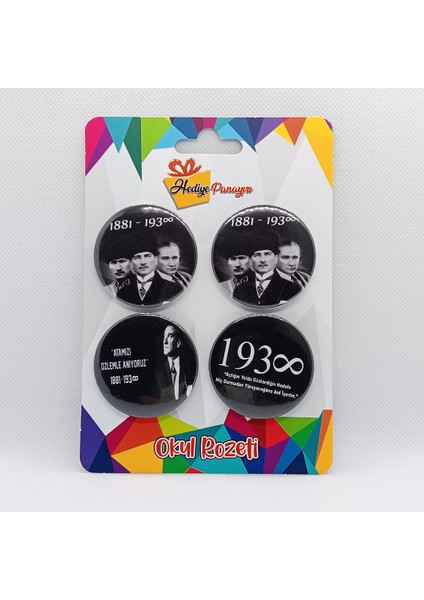 Hediye Panayırı
1881 - 193∞
1881 - 193∞
"ATAMIZI
ÖZLEMLE ANIYORUZ"
1881-193∞
193∞
"Açtığın Yolda Gösterdiğin Hedefe
Hiç Durmadan Yürüyeceğime Ant İçerim."
Okul Rozeti